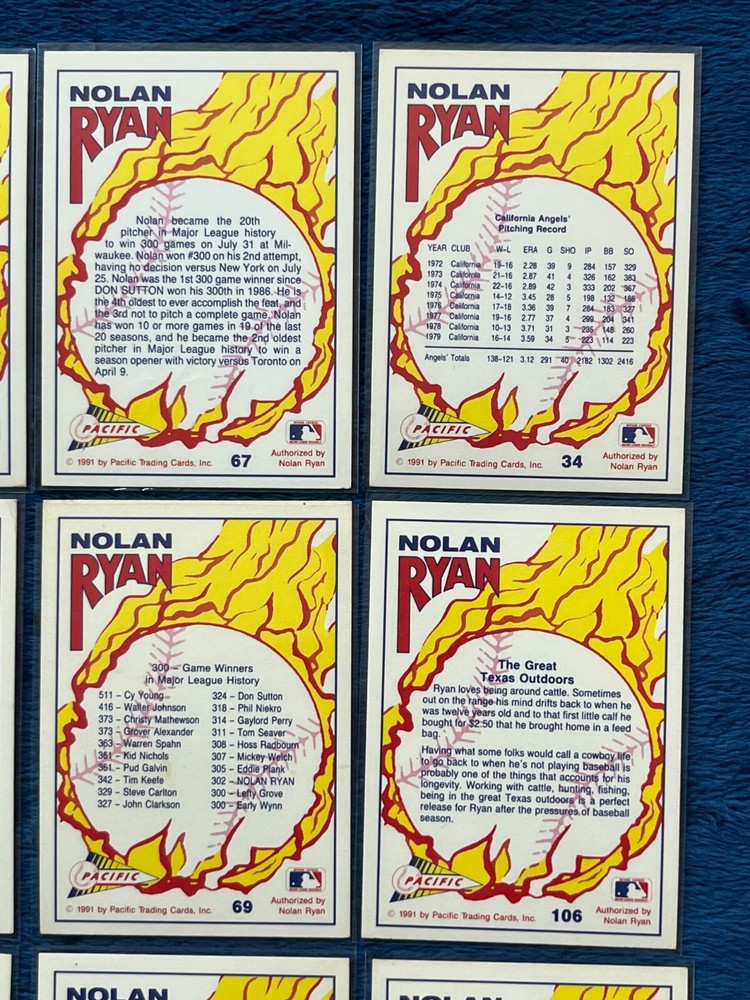 NOLAN
RYAN
Nolan became the 20th
pitcher in Major League history
to win 300 games on July 31 at Mil-
waukee. Nolan won #300 on his 2nd attempt,
having no decision versus New York on July
25. Nolan was the 1st 300 game winner since
DON SUTTON won his 300th in 1986. He is
the 4th oldest to ever accomplish the feat, and
the 3rd not to pitch a complete game. Nolan
has won 10 or more games in 19 of the last
20 seasons, and he became the 2nd oldest
pitcher in Major League history to win a
season opener with victory versus Toronto on
April 9.
PACIFIC
© 1991 by Pacific Trading Cards, Inc.
67
Authorized by
Nolan Ryan
NOLAN
RYAN
California Angels'
Pitching Record
YEAR CLUB W-L ERA G SHO IP BB SO
1972 California 19-16 2.28 39 9 284 157 329
1973 California 21-16 2.87 41 4 326 162 383
1974 California 22-16 2.89 42 3 333 202 367
1975 California 14-12 3.45 28 5 198 132 186
1976 California 17-18 3.36 39 7 284 183 327
1977 California 19-16 2.77 37 4 299 204 341
1978 California 10-13 3.71 31 3 235 148 260
1979 California 16-14 3.59 34 5 223 114 223
Angels' Totals 138-121 3.12 291 40 2182 1302 2416
PACIFIC
© 1991 by Pacific Trading Cards, Inc.
34
Authorized by
Nolan Ryan
NOLAN
RYAN
300 – Game Winners
in Major League History
511 – Cy Young
416 – Walter Johnson
373 – Christy Mathewson
373 – Grover Alexander
363 – Warren Spahn
361 – Kid Nichols
361 – Pud Galvin
342 – Tim Keefe
329 – Steve Carlton
327 – John Clarkson
324 – Don Sutton
318 – Phil Niekro
314 – Gaylord Perry
311 – Tom Seaver
308 – Hoss Radbourn
307 – Mickey Welch
305 – Eddie Plank
302 – NOLAN RYAN
300 – Lefty Grove
300 – Early Wynn
PACIFIC
© 1991 by Pacific Trading Cards, Inc.
69
Authorized by
Nolan Ryan
NOLAN
RYAN
The Great
Texas Outdoors
Ryan loves being around cattle. Sometimes
out on the range his mind drifts back to when he
was twelve years old and to that first little calf he
bought for $2.50 that he brought home in a feed
bag.
Having what some folks would call a cowboy life
to go back to when he's not playing baseball is
probably one of the things that accounts for his
longevity. Working with cattle, hunting, fishing,
being in the great Texas outdoors is a perfect
release for Ryan after the pressures of baseball
season.
PACIFIC
© 1991 by Pacific Trading Cards, Inc.
106
Authorized by
Nolan Ryan
NOLAN
NOLAN